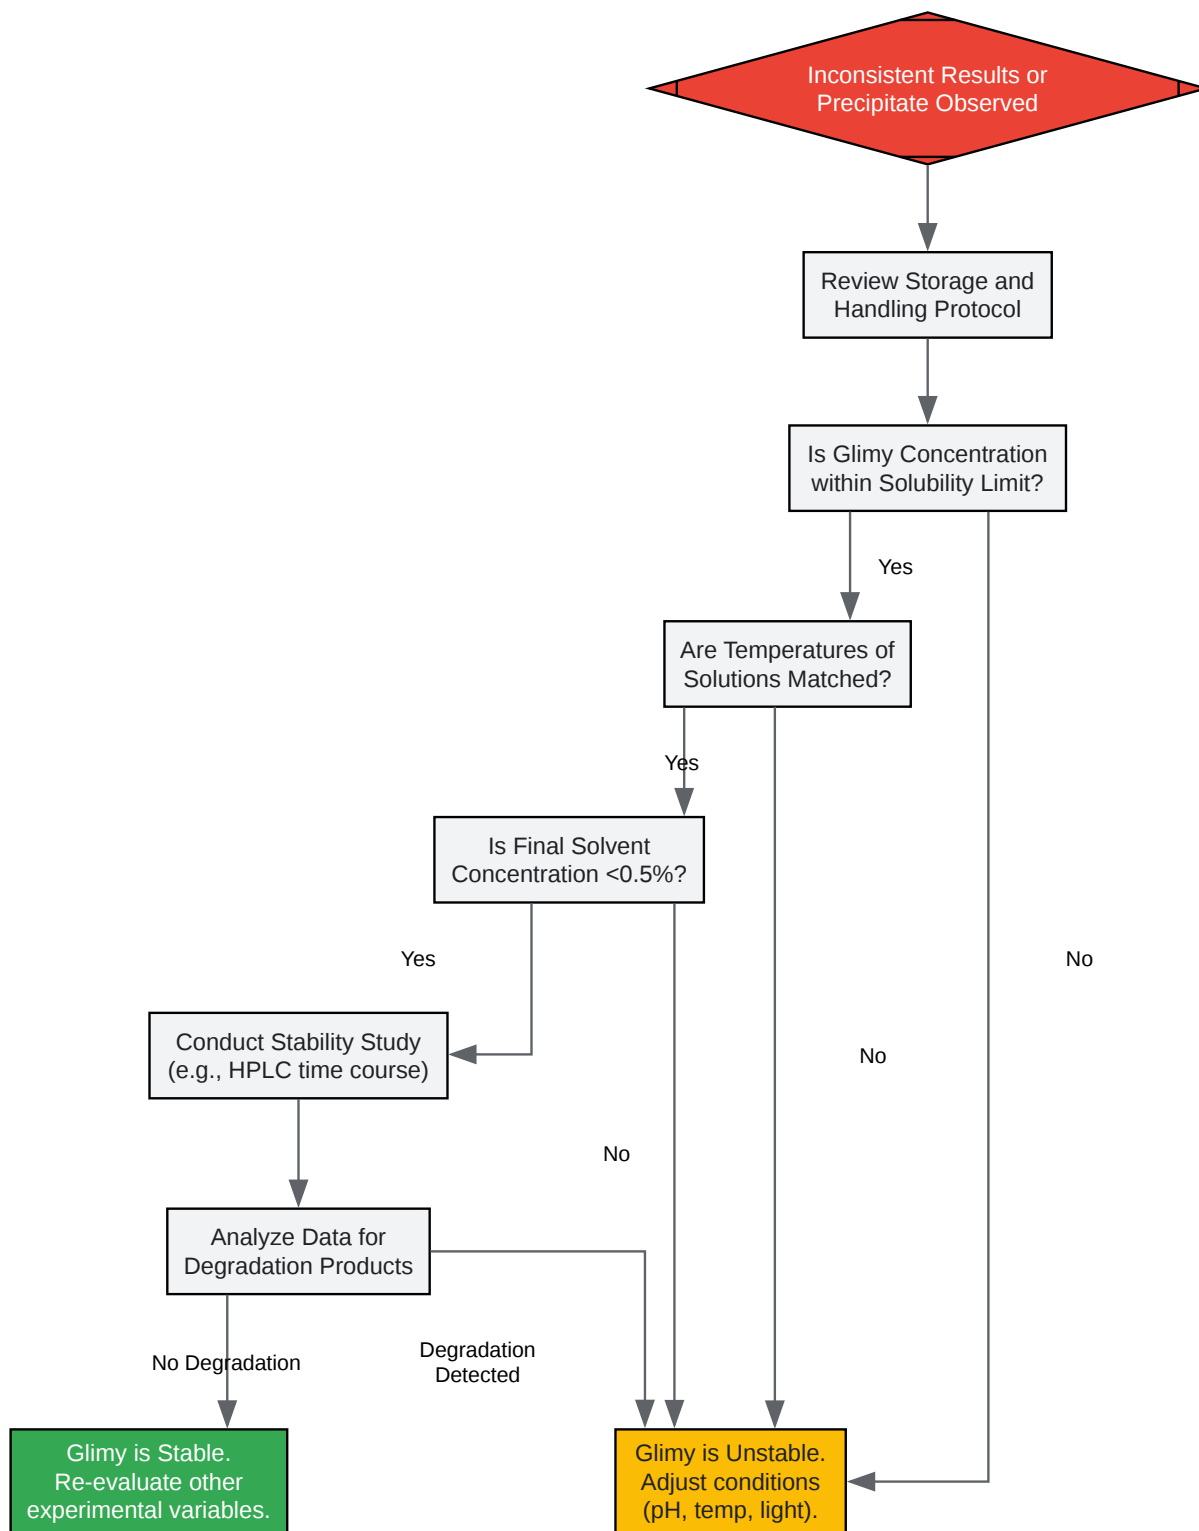 Inconsistent Results or
Precipitate Observed
Review Storage and
Handling Protocol
Is Glimy Concentration
within Solubility Limit?
Yes
Are Temperatures of
Solutions Matched?
Yes
Is Final Solvent
Concentration <0.5%?
Yes
No
Conduct Stability Study
(e.g., HPLC time course)
No
No
Analyze Data for
Degradation Products
No Degradation
Degradation
Detected
Glimy is Stable.
Re-evaluate other
experimental variables.
Glimy is Unstable.
Adjust conditions
(pH, temp, light).